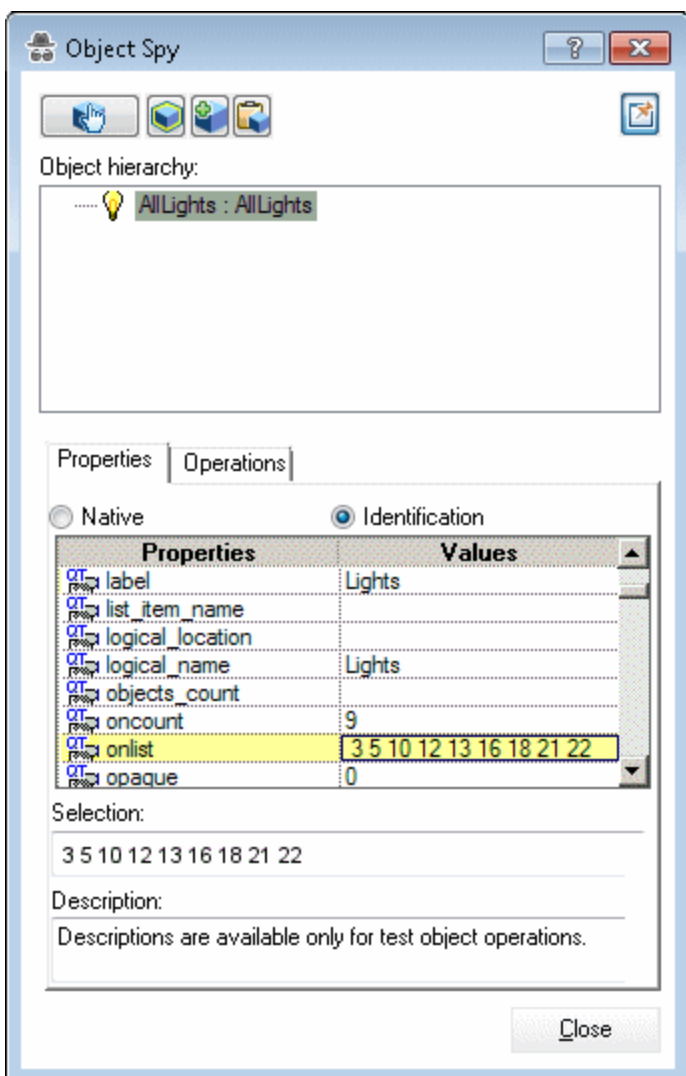 Object Spy
Object hierarchy:
AllLights : AllLights
Properties Operations
Native Identification
Properties Values
label Lights
list_item_name
logical_location
logical_name Lights
objects_count
oncount 9
onlist 3 5 10 12 13 16 18 21 22
opaque 0
Selection:
3 5 10 12 13 16 18 21 22
Description:
Descriptions are available only for test object operations.
Close